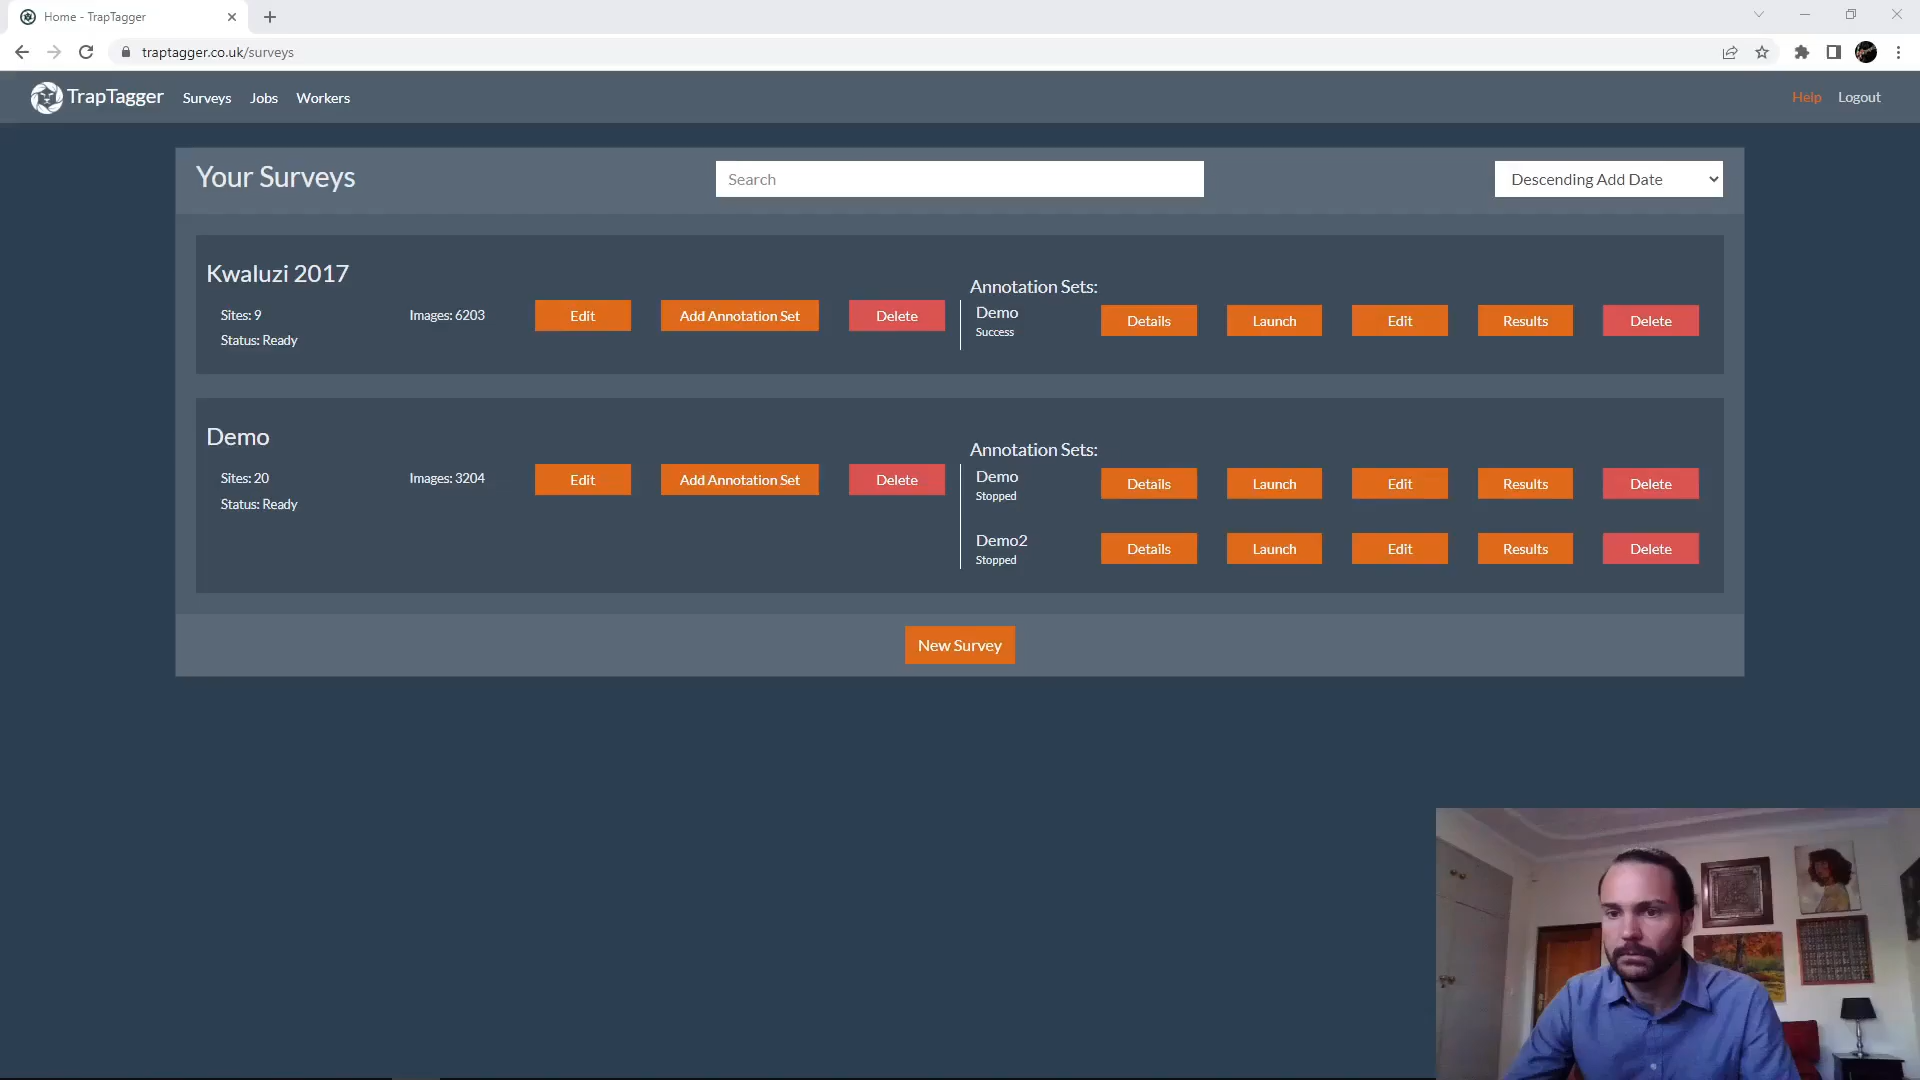 Home - TrapTagger
traptagger.co.uk/surveys
TrapTagger Surveys Jobs Workers Help Logout
Your Surveys Search Descending Add Date
Kwaluzi 2017
Sites: 9 Images: 6203 Edit Add Annotation Set Delete
Status: Ready
Annotation Sets:
Demo Details Launch Edit Results Delete
Success
Demo
Sites: 20 Images: 3204 Edit Add Annotation Set Delete
Status: Ready
Annotation Sets:
Demo Details Launch Edit Results Delete
Stopped
Demo2 Details Launch Edit Results Delete
Stopped
New Survey